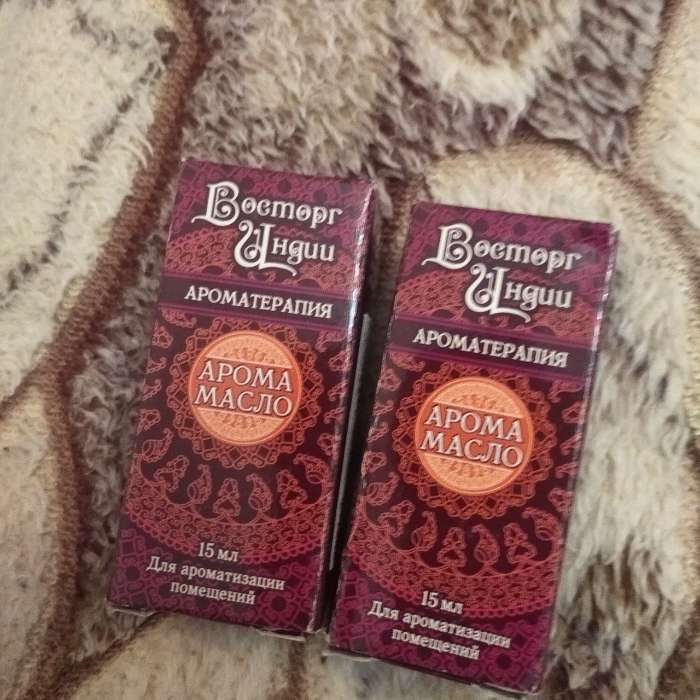 Восторг
Индии
АРОМАТЕРАПИЯ
АРОМА
МАСЛО
15 мл
Для ароматизации
помещений
Восторг
Индии
АРОМАТЕРАПИЯ
АРОМА
МАСЛО
15 мл
Для ароматизации
помещений